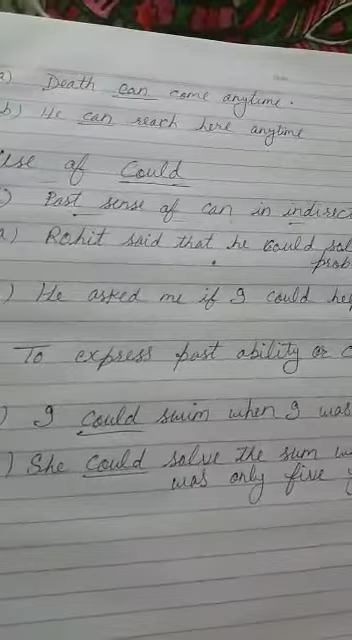 a) Death can come anytime.
b) He can reach here anytime
Use of Could
Past sense of can in
a) Rohit said that he could
) He asked me if I could
To express past ability or
) I could swim when I was
) She could solve the sum
was only five